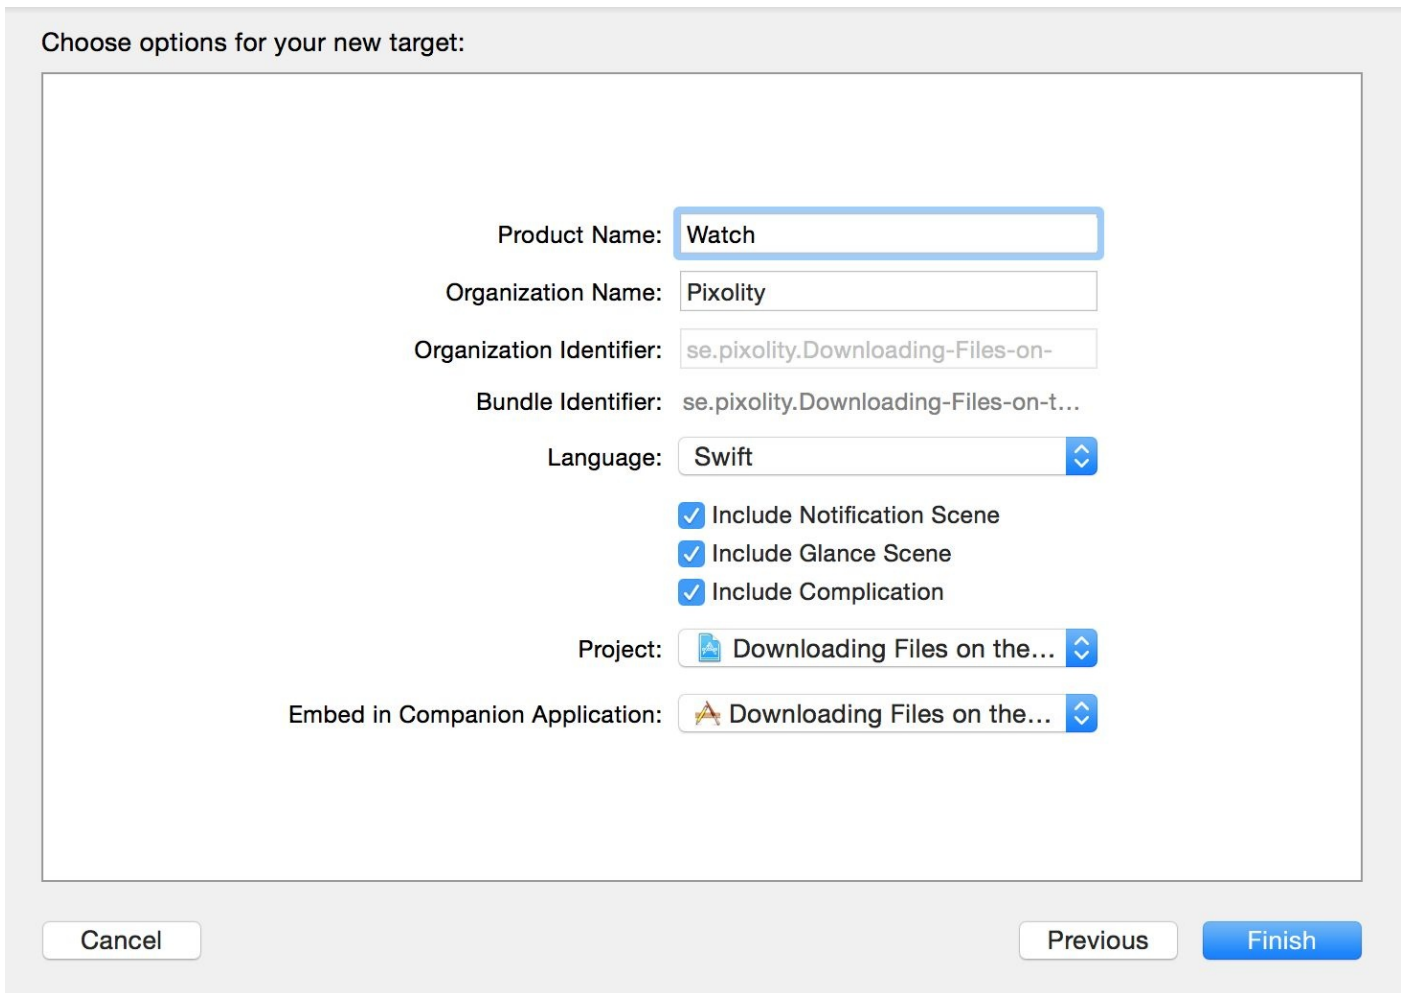 Choose options for your new target:
Product Name: Watch
Organization Name: Pixolity
Organization Identifier: se.pixolity.Downloading-Files-on-
Bundle Identifier: se.pixolity.Downloading-Files-on-t...
Language: Swift
Include Notification Scene
Include Glance Scene
Include Complication
Project: Downloading Files on the...
Embed in Companion Application: Downloading Files on the...
Cancel Previous Finish